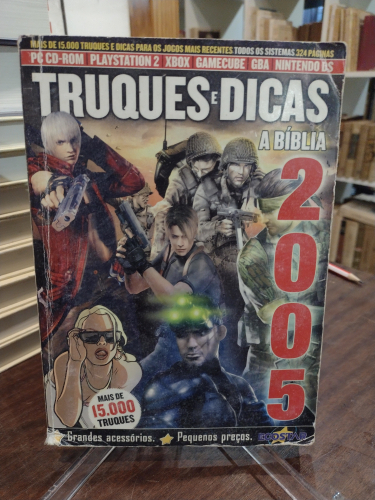 MAIS DE 15.000 TRUQUES E DICAS PARA OS JOGOS MAIS RECENTES TODOS OS SISTEMAS 324 PÁGINAS
PC CD-ROM PLAYSTATION 2 XBOX GAMECUBE GBA NINTENDO DS
TRUQUES E DICAS
A BÍBLIA
2005
MAIS DE
15.000
TRUQUES
Grandes acessórios. Pequenos preços.